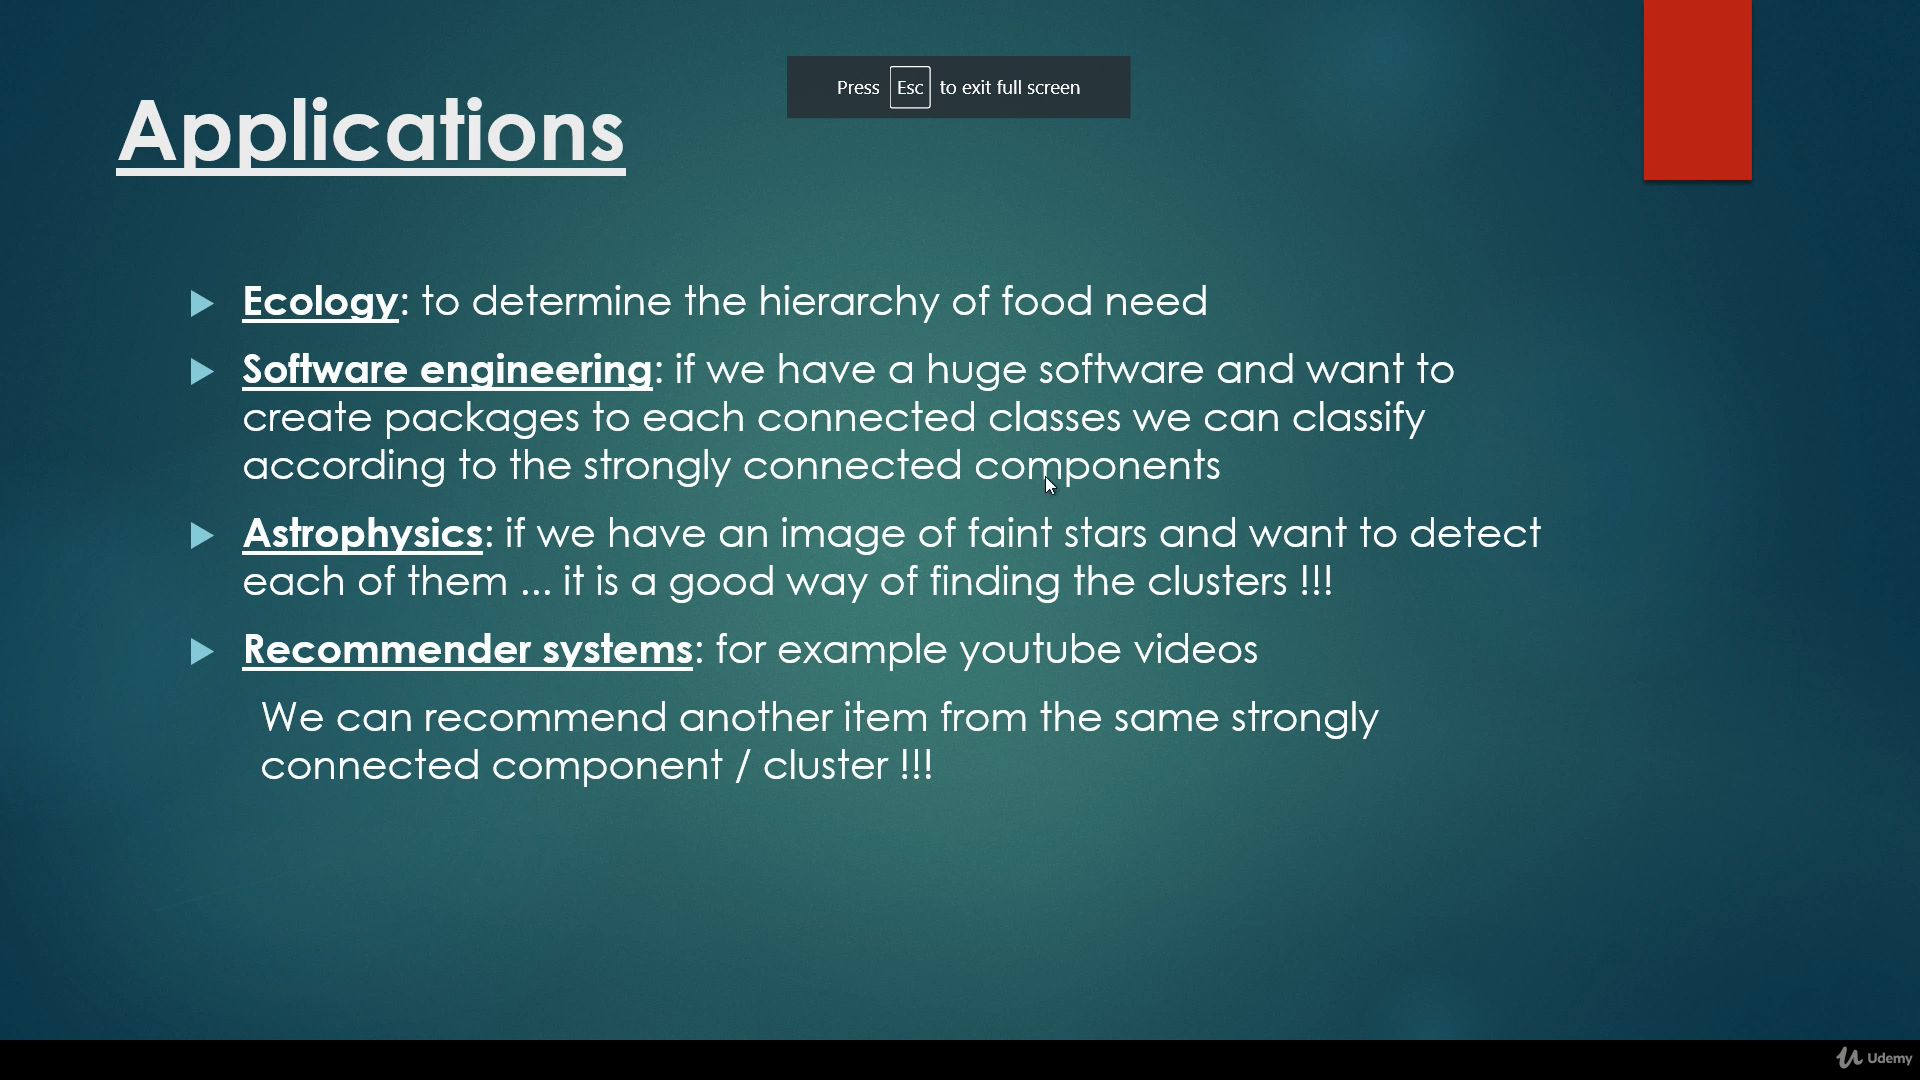 Press Esc to exit full screen
Applications
Ecology: to determine the hierarchy of food need
Software engineering: if we have a huge software and want to
create packages to each connected classes we can classify
according to the strongly connected components
Astrophysics: if we have an image of faint stars and want to detect
each of them ... it is a good way of finding the clusters !!!
Recommender systems: for example youtube videos
We can recommend another item from the same strongly
connected component / cluster !!!
Udemy